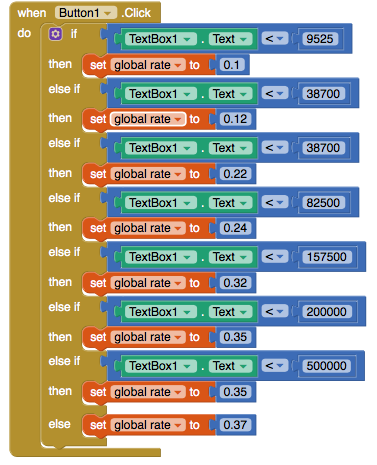 when Button1 .Click
do if TextBox1 . Text < 9525
then set global rate to 0.1
else if TextBox1 . Text < 38700
then set global rate to 0.12
else if TextBox1 . Text < 38700
then set global rate to 0.22
else if TextBox1 . Text < 82500
then set global rate to 0.24
else if TextBox1 . Text < 157500
then set global rate to 0.32
else if TextBox1 . Text < 200000
then set global rate to 0.35
else if TextBox1 . Text < 500000
then set global rate to 0.35
else set global rate to 0.37